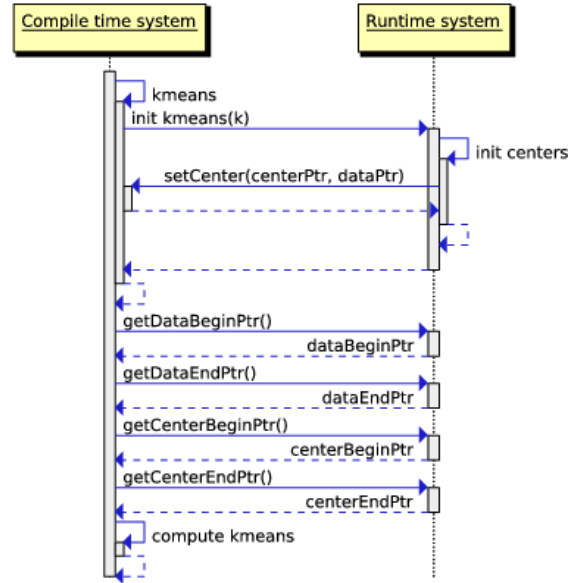 Compile time system
Runtime system
kmeans
init kmeans(k)
init centers
setCenter(centerPtr, dataPtr)
getDataBeginPtr()
dataBeginPtr
getDataEndPtr()
dataEndPtr
getCenterBeginPtr()
centerBeginPtr
getCenterEndPtr()
centerEndPtr
compute kmeans